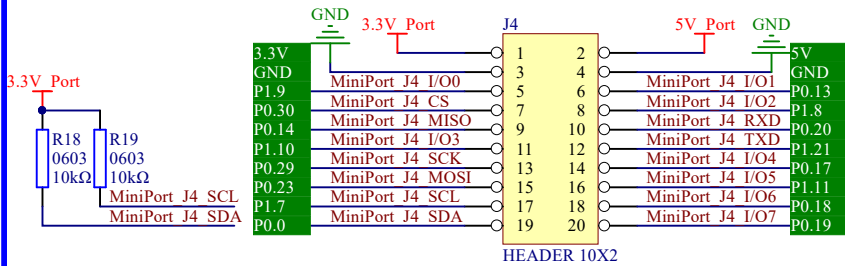 GND 3.3V_Port J4 5V_Port GND
3.3V 1 2 5V
GND 3 4 GND
3.3V_Port
P1.9 MiniPort_J4_I/O0 5 6 MiniPort_J4_I/O1 P0.13
P0.30 MiniPort_J4_CS 7 8 MiniPort_J4_I/O2 P1.8
P0.14 MiniPort_J4_MISO 9 10 MiniPort_J4_RXD P0.20
R18 R19 P1.10 MiniPort_J4_I/O3 11 12 MiniPort_J4_TXD P1.21
0603 0603 P0.29 MiniPort_J4_SCK 13 14 MiniPort_J4_I/O4 P0.17
10kΩ 10kΩ P0.23 MiniPort_J4_MOSI 15 16 MiniPort_J4_I/O5 P1.11
MiniPort_J4_SCL P1.7 MiniPort_J4_SCL 17 18 MiniPort_J4_I/O6 P0.18
MiniPort_J4_SDA P0.0 MiniPort_J4_SDA 19 20 MiniPort_J4_I/O7 P0.19
HEADER 10X2